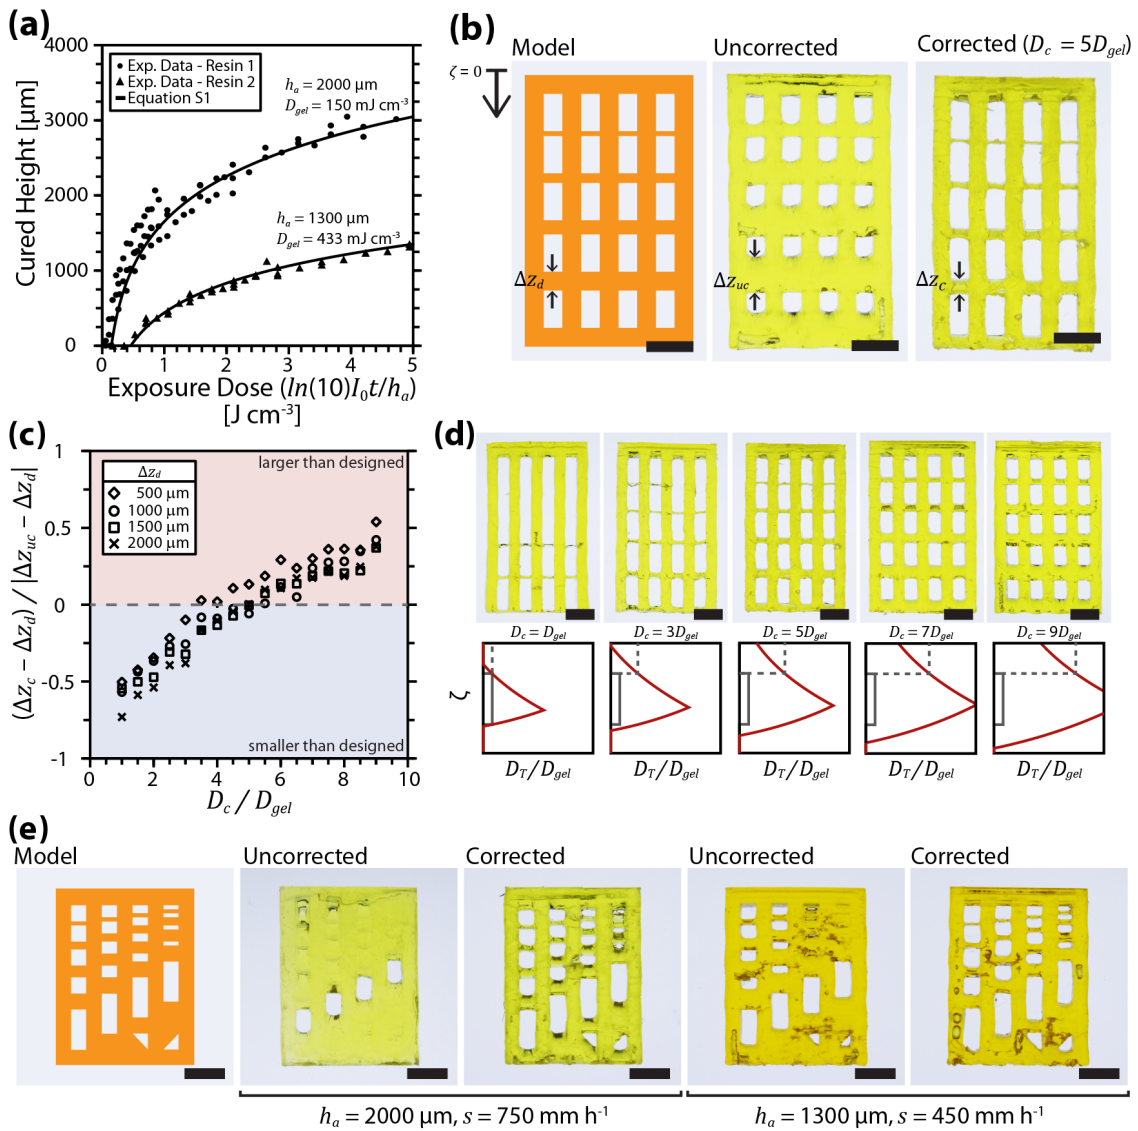 (a)
Cured Height [µm]
4000
3000
2000
1000
0
Exp. Data - Resin 1
Exp. Data - Resin 2
Equation S1
hₐ = 2000 µm
D_gel = 150 mJ cm⁻³
hₐ = 1300 µm
D_gel = 433 mJ cm⁻³
0 1 2 3 4 5
Exposure Dose (ln(10)I₀t/hₐ)
[J cm⁻³]
(b)
Model
Uncorrected
Corrected (D_c = 5D_gel)
ζ = 0
Δz_d
Δz_uc
Δz_c
(c)
(Δz_c − Δz_d) / |Δz_uc − Δz_d|
1
0.5
0
-0.5
-1
larger than designed
Δz_d
500 µm
1000 µm
1500 µm
2000 µm
smaller than designed
0 2 4 6 8 10
D_c / D_gel
(d)
D_c = D_gel
D_c = 3D_gel
D_c = 5D_gel
D_c = 7D_gel
D_c = 9D_gel
ζ
D_T/D_gel
D_T/D_gel
D_T/D_gel
D_T/D_gel
D_T/D_gel
(e)
Model
Uncorrected
Corrected
Uncorrected
Corrected
hₐ = 2000 µm, s = 750 mm h⁻¹
hₐ = 1300 µm, s = 450 mm h⁻¹